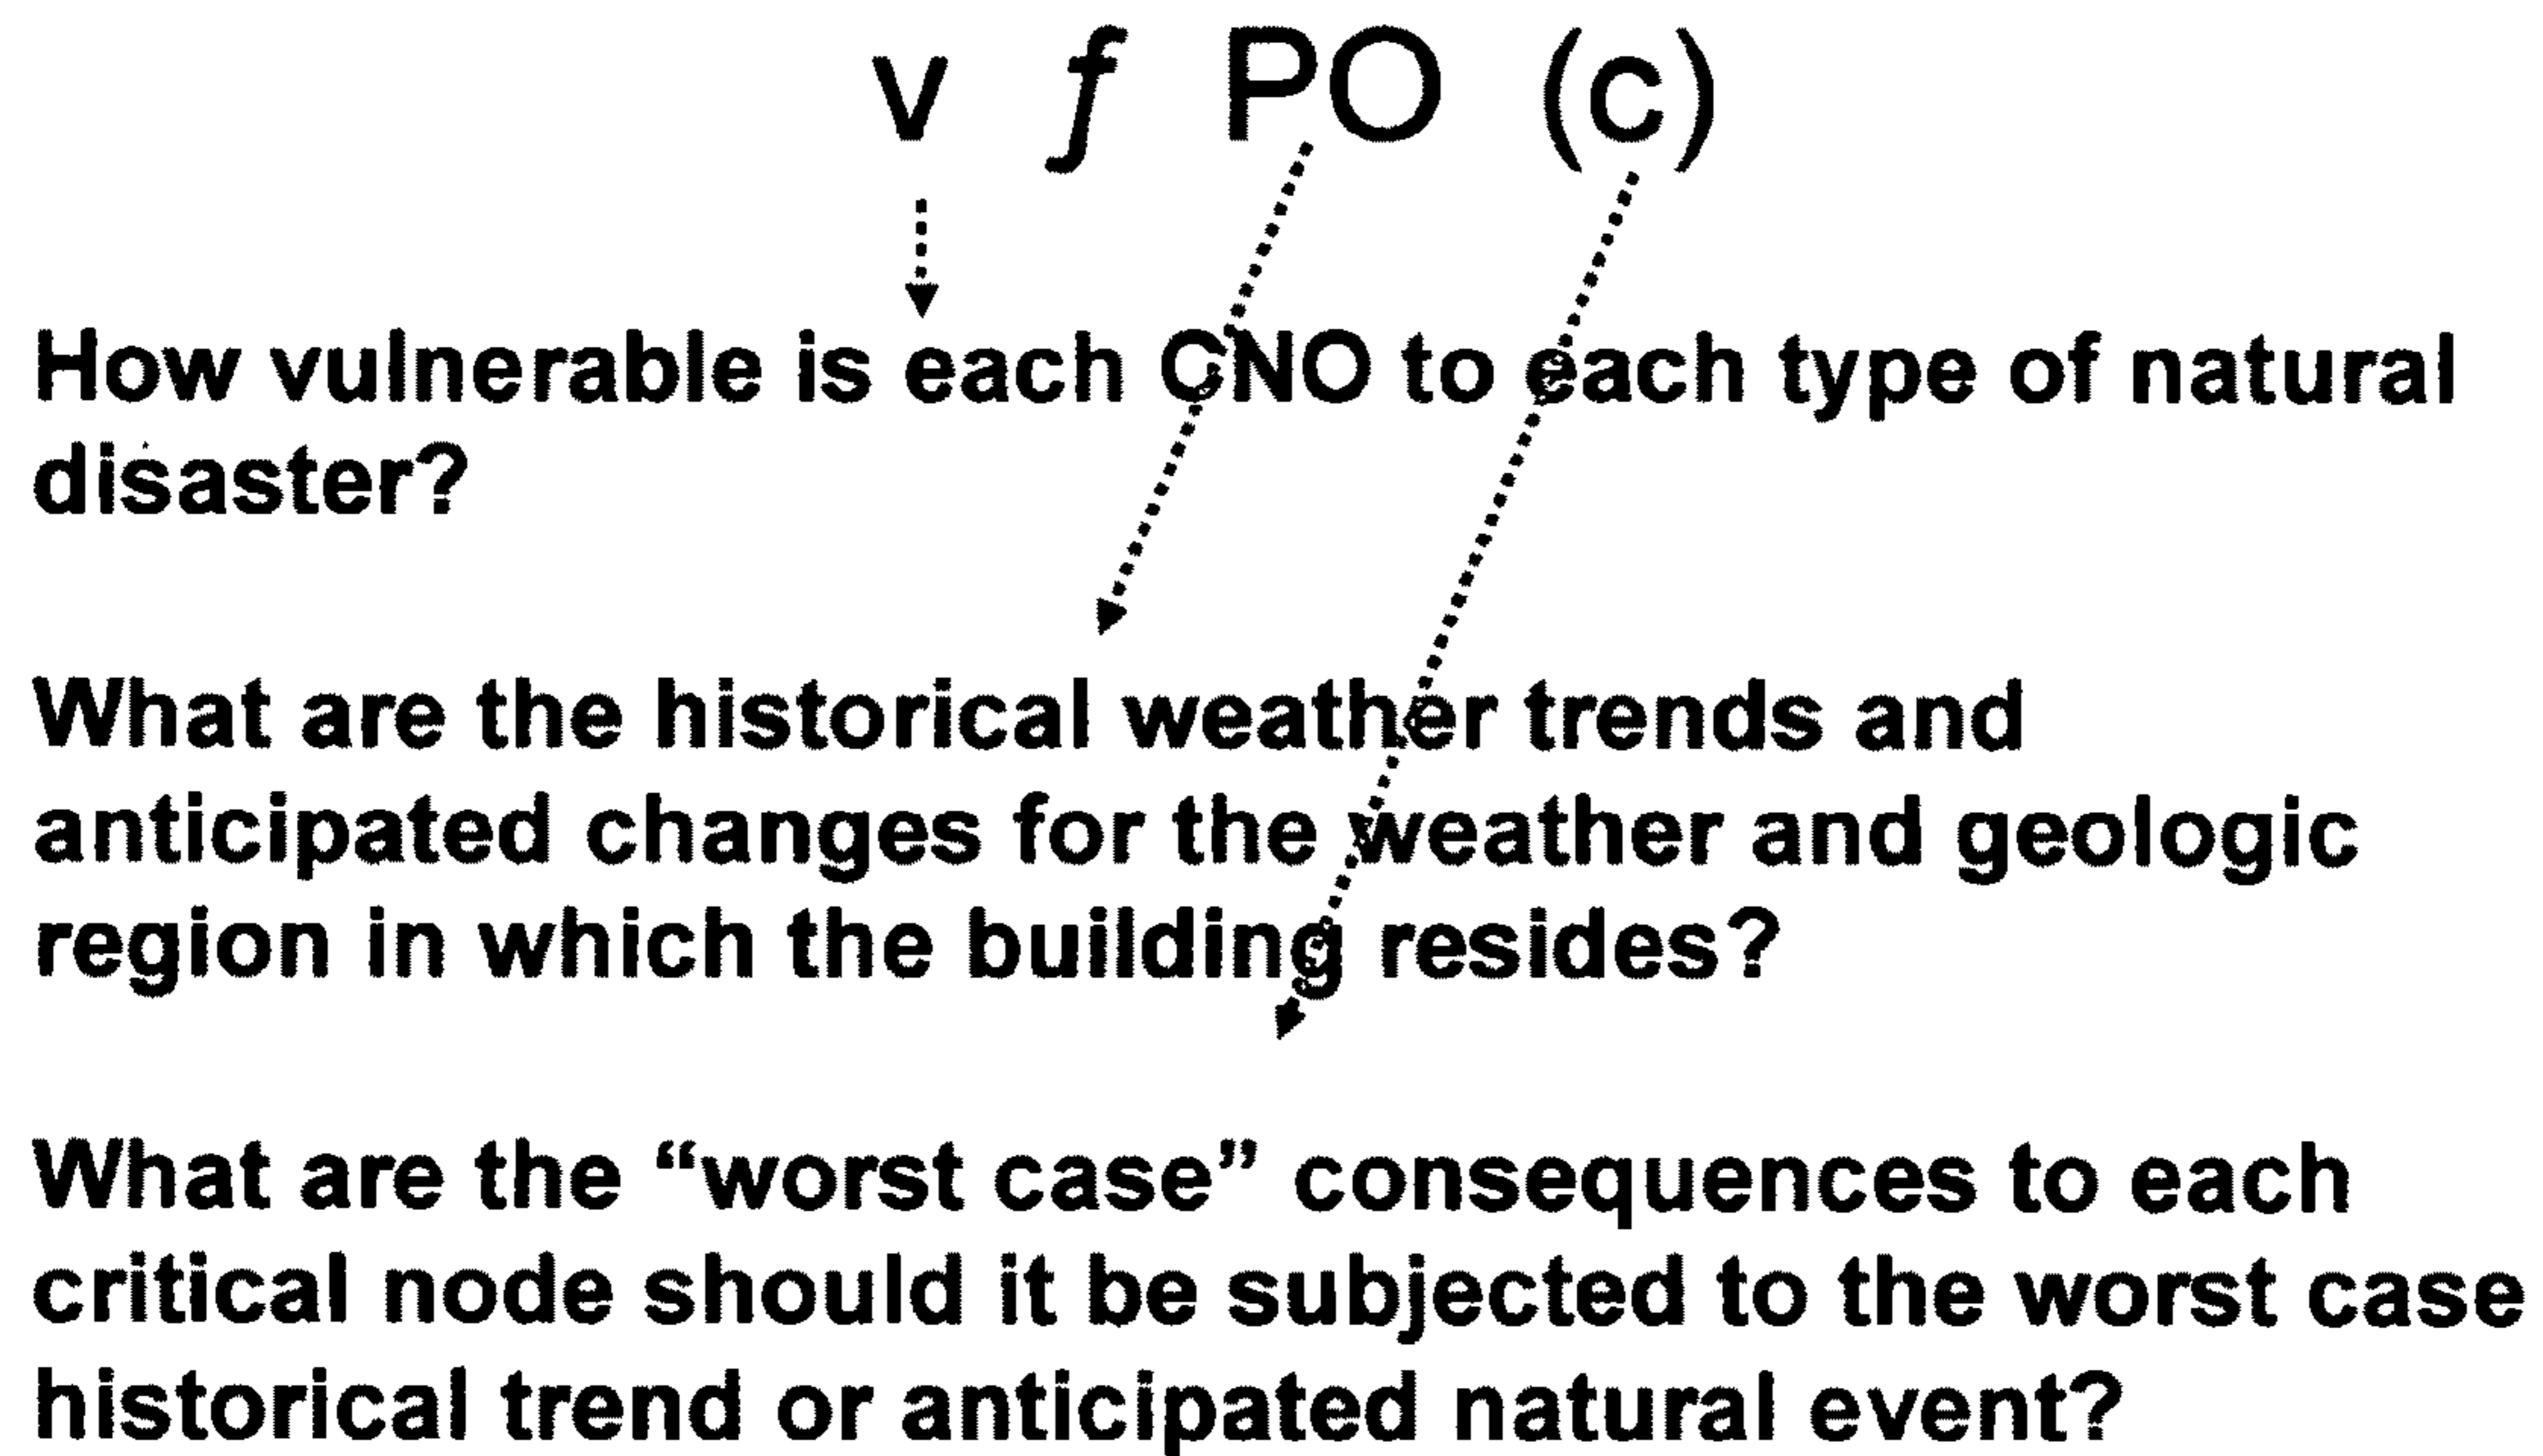 v ƒ PO (c)
How vulnerable is each CNO to each type of natural
disaster?
What are the historical weather trends and
anticipated changes for the weather and geologic
region in which the building resides?
What are the “worst case” consequences to each
critical node should it be subjected to the worst case
historical trend or anticipated natural event?